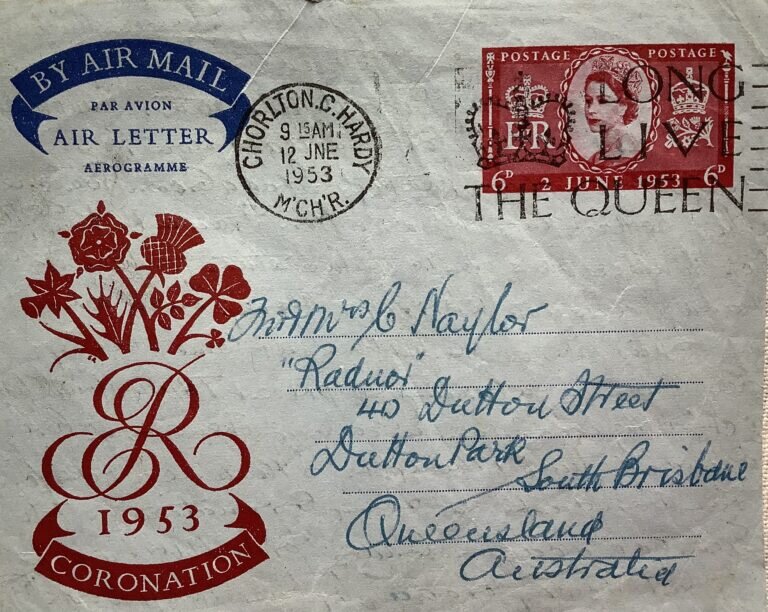 BY AIR MAIL
PAR AVION
AIR LETTER
AEROGRAMME
CHORLTON.C.HARDY
9 15AM
12 JNE
1953
M'CH'R.
POSTAGE POSTAGE
E R
6D 2 JUNE 1953 6D
LONG
LIVE
THE QUEEN
Mr & Mrs C Naylor
"Radnor"
40 Dutton Street
Dutton Park
South Brisbane
Queensland
Australia
ER
1953
CORONATION